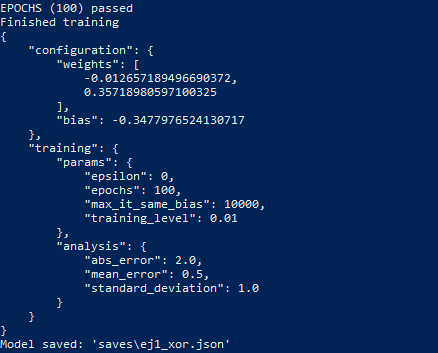 EPOCHS (100) passed
Finished training
{
    "configuration": {
        "weights": [
            -0.012657189496690372,
            0.35718980597100325
        ],
        "bias": -0.3477976524130717
    },
    "training": {
        "params": {
            "epsilon": 0,
            "epochs": 100,
            "max_it_same_bias": 10000,
            "training_level": 0.01
        },
        "analysis": {
            "abs_error": 2.0,
            "mean_error": 0.5,
            "standard_deviation": 1.0
        }
    }
}
Model saved: 'saves\ej1_xor.json'